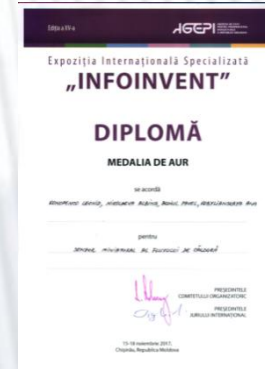 Ediția a XV-a
AGEPI
Expoziția Internațională Specializată
„INFOINVENT”
DIPLOMĂ
MEDALIA DE AUR
se acordă
pentru
PREȘEDINTELE
COMITETULUI ORGANIZATORIC
PREȘEDINTELE
JURIULUI INTERNAȚIONAL
15-18 noiembrie 2017,
Chișinău, Republica Moldova